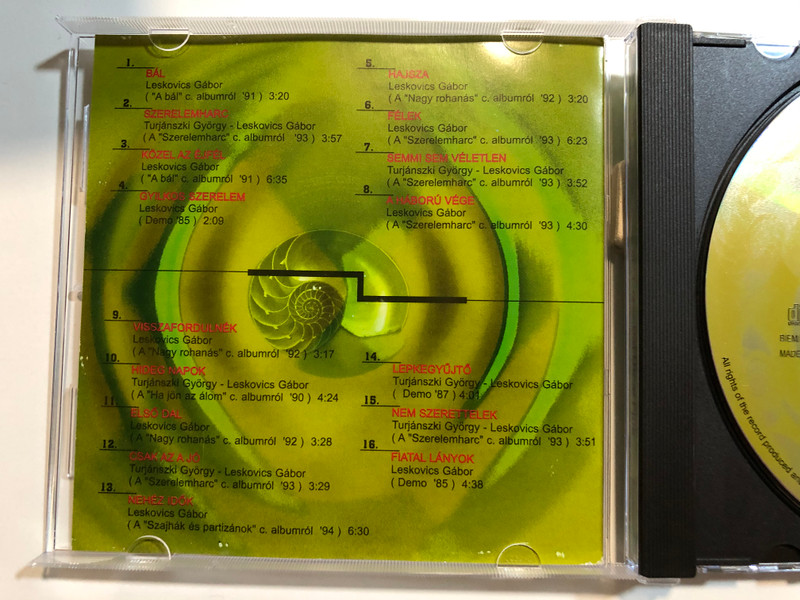 1.
BÁL
Leskovics Gábor
( "A bál" c. albumról '91 ) 3:20
2.
SZERELEMHARC
Turjánszki György - Leskovics Gábor
( A "Szerelemharc" c. albumról '93 ) 3:57
3.
KÖZEL AZ ÉJFÉL
Leskovics Gábor
( "A bál" c. albumról '91 ) 6:35
4.
GYILKOS SZERELEM
Leskovics Gábor
( Demo '85 ) 2:09
5.
HAJSZA
Leskovics Gábor
( A "Nagy rohanás" c. albumról '92 ) 3:20
6.
FÉLEK
Leskovics Gábor
( A "Szerelemharc" c. albumról '93 ) 6:23
7.
SEMMI SEM VÉLETLEN
Turjánszki György - Leskovics Gábor
( A "Szerelemharc" c. albumról '93 ) 3:52
8.
A HÁBORÚ VÉGE
Leskovics Gábor
( A "Szerelemharc" c. albumról '93 ) 4:30
9.
VISSZAFORDULNÉK
Leskovics Gábor
( A "Nagy rohanás" c. albumról '92 ) 3:17
10.
HIDEG NAPOK
Turjánszki György - Leskovics Gábor
( A "Ha jön az álom" c. albumról '90 ) 4:24
11.
ELSŐ DAL
Leskovics Gábor
( A "Nagy rohanás" c. albumról '92 ) 3:28
12.
CSAK AZ A JÓ
Turjánszki György - Leskovics Gábor
( A "Szerelemharc" c. albumról '93 ) 3:29
13.
NEHÉZ IDŐK
Leskovics Gábor
( A "Szajhák és partizánok" c. albumról '94 ) 6:30
14.
LEPKEGYŰJTŐ
Turjánszki György - Leskovics Gábor
( Demo '87 ) 4:01
15.
NEM SZERETTELEK
Turjánszki György - Leskovics Gábor
( A "Szerelemharc" c. albumról '93 ) 3:51
16.
FIATAL LÁNYOK
Leskovics Gábor
( Demo '85 ) 4:38
All rights of the record produced